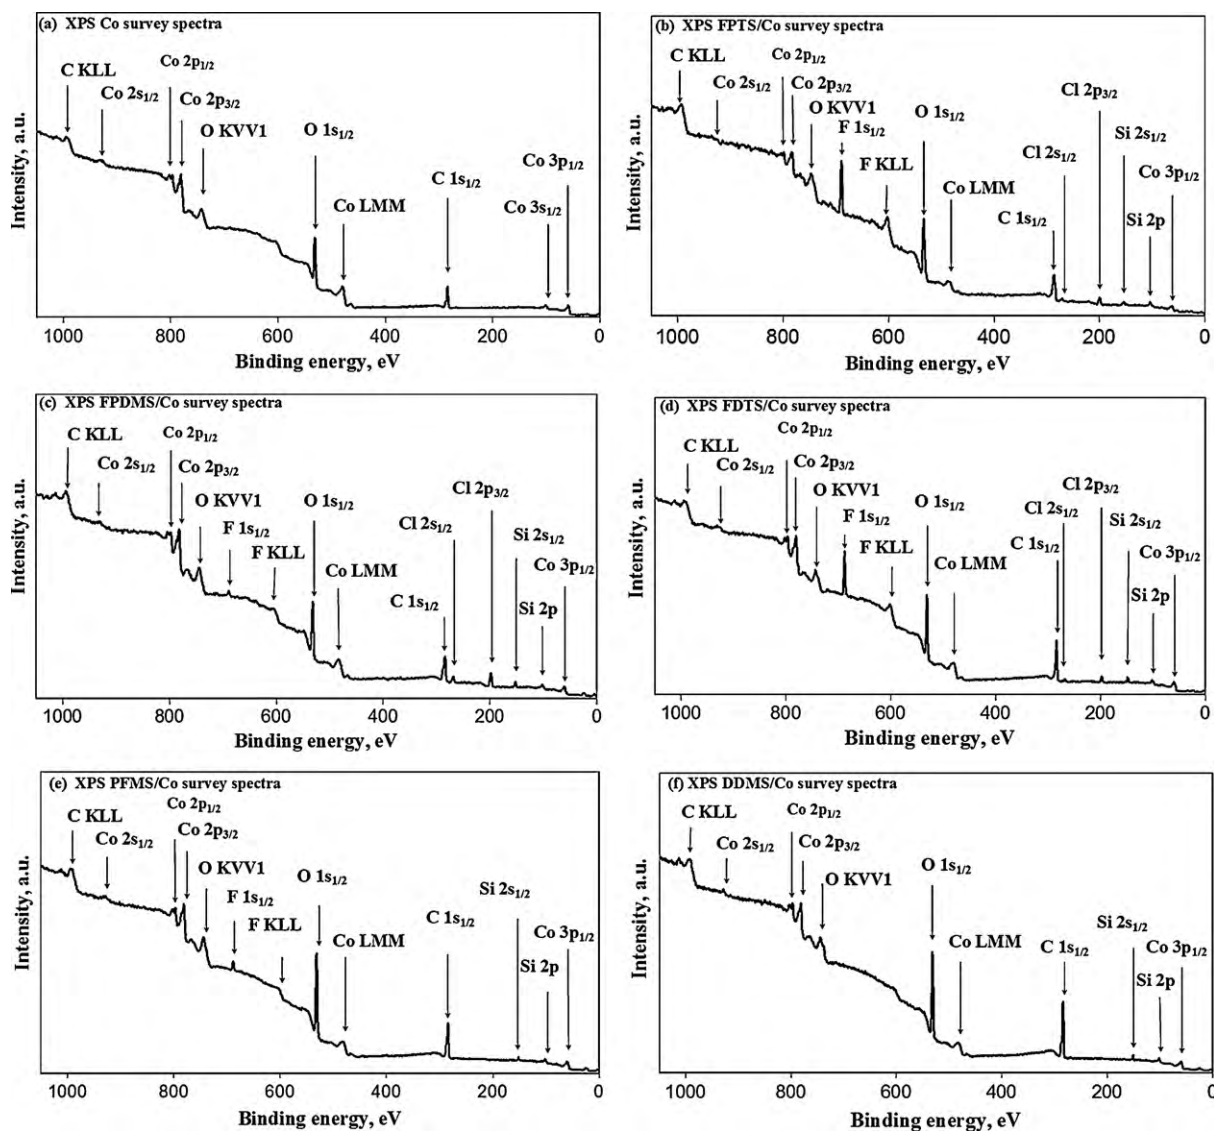 (a) XPS Co survey spectra
C KLL
Co 2s1/2
Co 2p1/2
Co 2p3/2
O KVV1
O 1s1/2
Co LMM
C 1s1/2
Co 3s1/2
Co 3p1/2
Intensity, a.u.
1000 800 600 400 200 0
Binding energy, eV
(b) XPS FPTS/Co survey spectra
C KLL
Co 2s1/2
Co 2p1/2
Co 2p3/2
O KVV1
F 1s1/2
F KLL
O 1s1/2
Co LMM
C 1s1/2
Cl 2s1/2
Cl 2p3/2
Si 2s1/2
Si 2p
Co 3p1/2
Intensity, a.u.
1000 800 600 400 200 0
Binding energy, eV
(c) XPS FPDMS/Co survey spectra
C KLL
Co 2s1/2
Co 2p1/2
Co 2p3/2
O KVV1
F 1s1/2
F KLL
O 1s1/2
Co LMM
C 1s1/2
Cl 2s1/2
Cl 2p3/2
Si 2s1/2
Si 2p
Co 3p1/2
Intensity, a.u.
1000 800 600 400 200 0
Binding energy, eV
(d) XPS FDTS/Co survey spectra
C KLL
Co 2s1/2
Co 2p1/2
Co 2p3/2
O KVV1
F 1s1/2
F KLL
O 1s1/2
Co LMM
C 1s1/2
Cl 2s1/2
Cl 2p3/2
Si 2s1/2
Si 2p
Co 3p1/2
Intensity, a.u.
1000 800 600 400 200 0
Binding energy, eV
(e) XPS PFMS/Co survey spectra
C KLL
Co 2s1/2
Co 2p1/2
Co 2p3/2
O KVV1
F 1s1/2
F KLL
O 1s1/2
Co LMM
C 1s1/2
Si 2s1/2
Si 2p
Co 3p1/2
Intensity, a.u.
1000 800 600 400 200 0
Binding energy, eV
(f) XPS DDMS/Co survey spectra
C KLL
Co 2s1/2
Co 2p1/2
Co 2p3/2
O KVV1
O 1s1/2
Co LMM
C 1s1/2
Si 2s1/2
Si 2p
Co 3p1/2
Intensity, a.u.
1000 800 600 400 200 0
Binding energy, eV